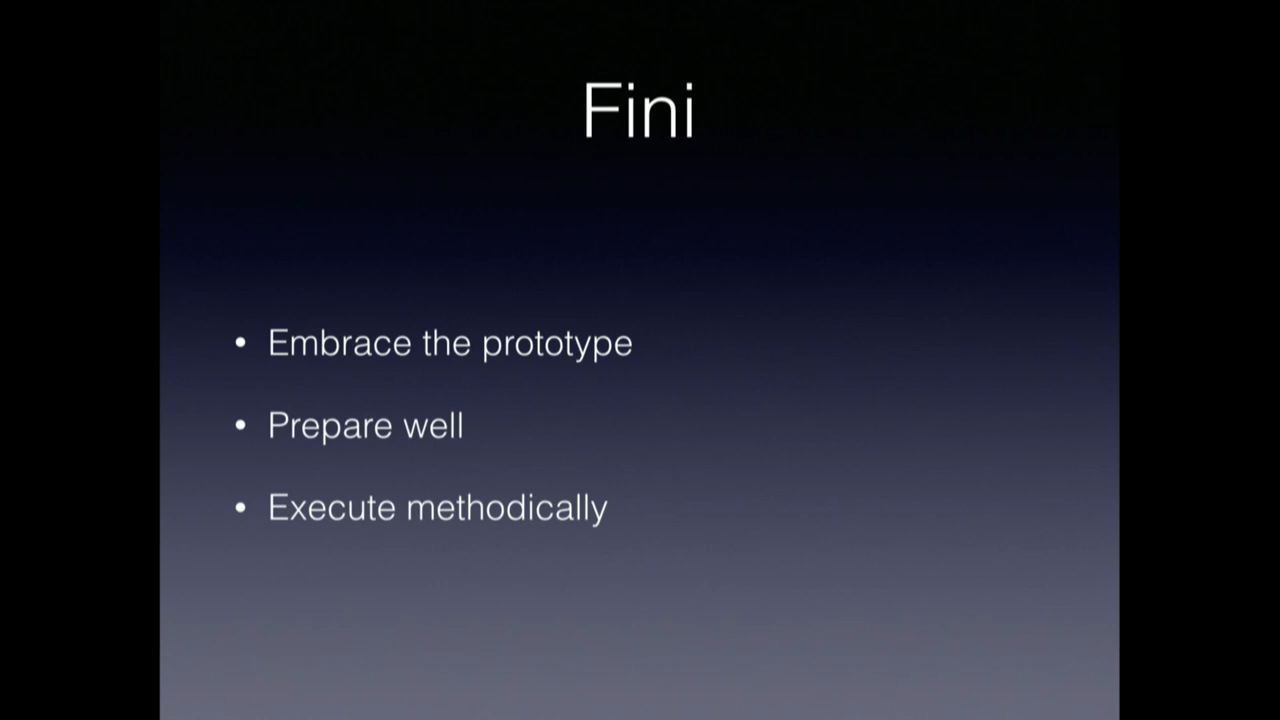 Fini
• Embrace the prototype
• Prepare well
• Execute methodically